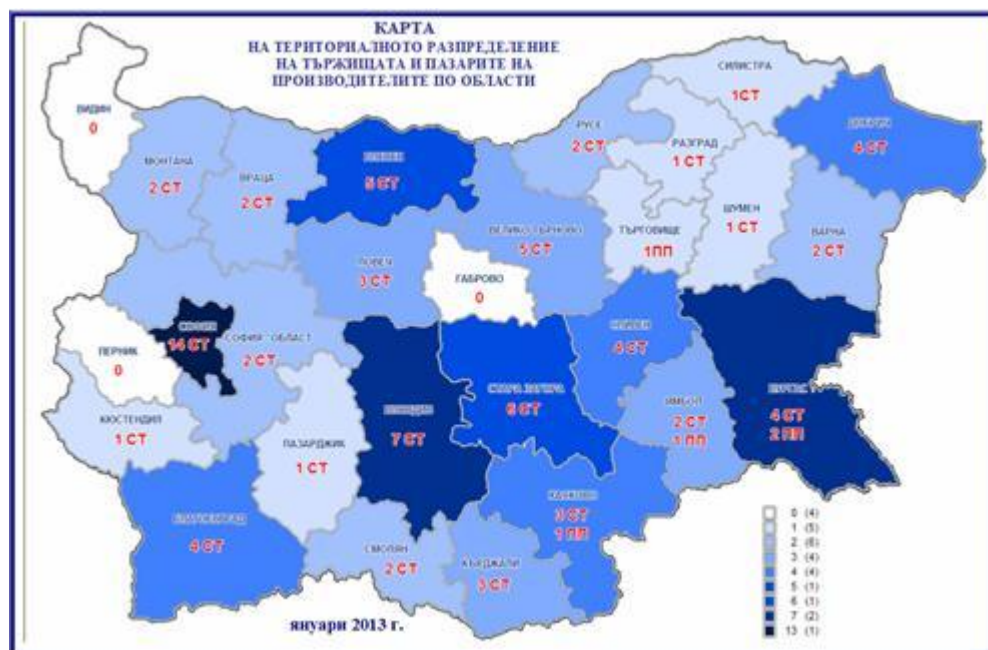 КАРТА
НА ТЕРИТОРИАЛНОТО РАЗПРЕДЕЛЕНИЕ
НА ТЪРЖИЩАТА И ПАЗАРИТЕ НА
ПРОИЗВОДИТЕЛИТЕ ПО ОБЛАСТИ
СИЛИСТРА
1СТ
ВИДИН
0
РУСЕ
2 СТ
РАЗГРАД
1 СТ
ДОБРИЧ
4 СТ
МОНТАНА
2 СТ
ВРАЦА
2 СТ
ПЛЕВЕН
5 СТ
ШУМЕН
1 СТ
ВЕЛИКО ТЪРНОВО
5 СТ
ТЪРГОВИЩЕ
1ПП
ВАРНА
2 СТ
ЛОВЕЧ
3 СТ
ГАБРОВО
0
14 СТ
СОФИЯ - ОБЛАСТ
2 СТ
ПЕРНИК
0
СЛИВЕН
4 СТ
КЮСТЕНДИЛ
1 СТ
ПАЗАРДЖИК
1 СТ
ПЛОВДИВ
7 СТ
СТАРА ЗАГОРА
6 СТ
ЯМБОЛ
2 СТ
1 ПП
БУРГАС
4 СТ
2 ПП
БЛАГОЕВГРАД
4 СТ
СМОЛЯН
2 СТ
КЪРДЖАЛИ
3 СТ
ХАСКОВО
3 СТ
1 ПП
0 (4)
1 (5)
2 (6)
3 (4)
4 (4)
5 (1)
6 (1)
7 (2)
13 (1)
януари 2013 г.